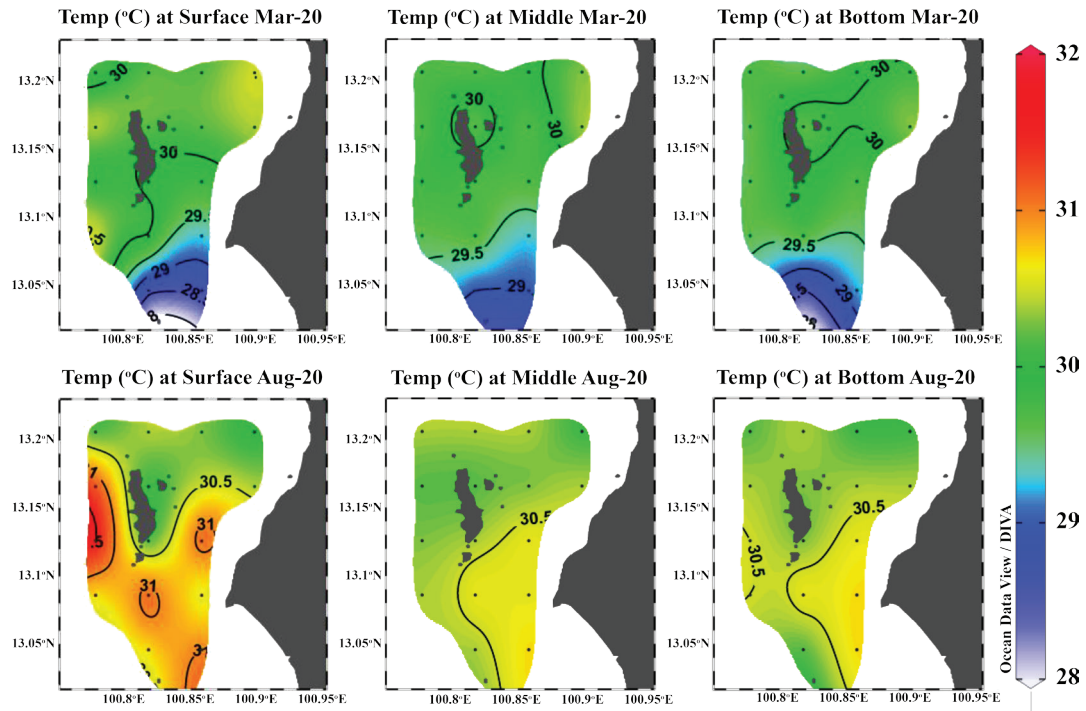 Temp (°C) at Surface Mar-20
Temp (°C) at Middle Mar-20
Temp (°C) at Bottom Mar-20
13.2°N
13.15°N
13.1°N
13.05°N
30
30
29.
29
28.
100.8°E 100.85°E 100.9°E 100.95°E
13.2°N
13.15°N
13.1°N
13.05°N
30
30
29.5
29.
100.8°E 100.85°E 100.9°E 100.95°E
13.2°N
13.15°N
13.1°N
13.05°N
30
30
29.5
29
100.8°E 100.85°E 100.9°E 100.95°E
Temp (°C) at Surface Aug-20
Temp (°C) at Middle Aug-20
Temp (°C) at Bottom Aug-20
13.2°N
13.15°N
13.1°N
13.05°N
30.5
31
31
100.8°E 100.85°E 100.9°E 100.95°E
13.2°N
13.15°N
13.1°N
13.05°N
30.5
100.8°E 100.85°E 100.9°E 100.95°E
13.2°N
13.15°N
13.1°N
13.05°N
30.5
30.5
100.8°E 100.85°E 100.9°E 100.95°E
32
31
30
29
28
Ocean Data View / DIVA